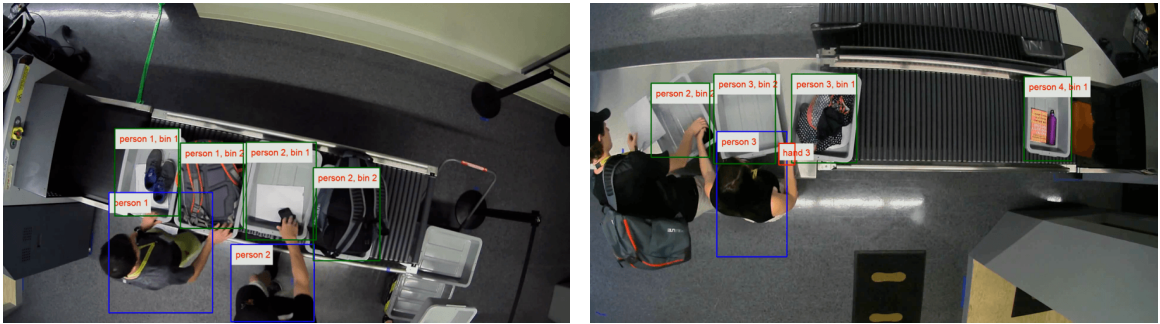 person 1, bin 1
person 1, bin 2
person 2, bin 1
person 2, bin 2
person 1
person 2
person 2, bin 2
person 3, bin 2
person 3, bin 1
person 4, bin 1
person 3
hand 3